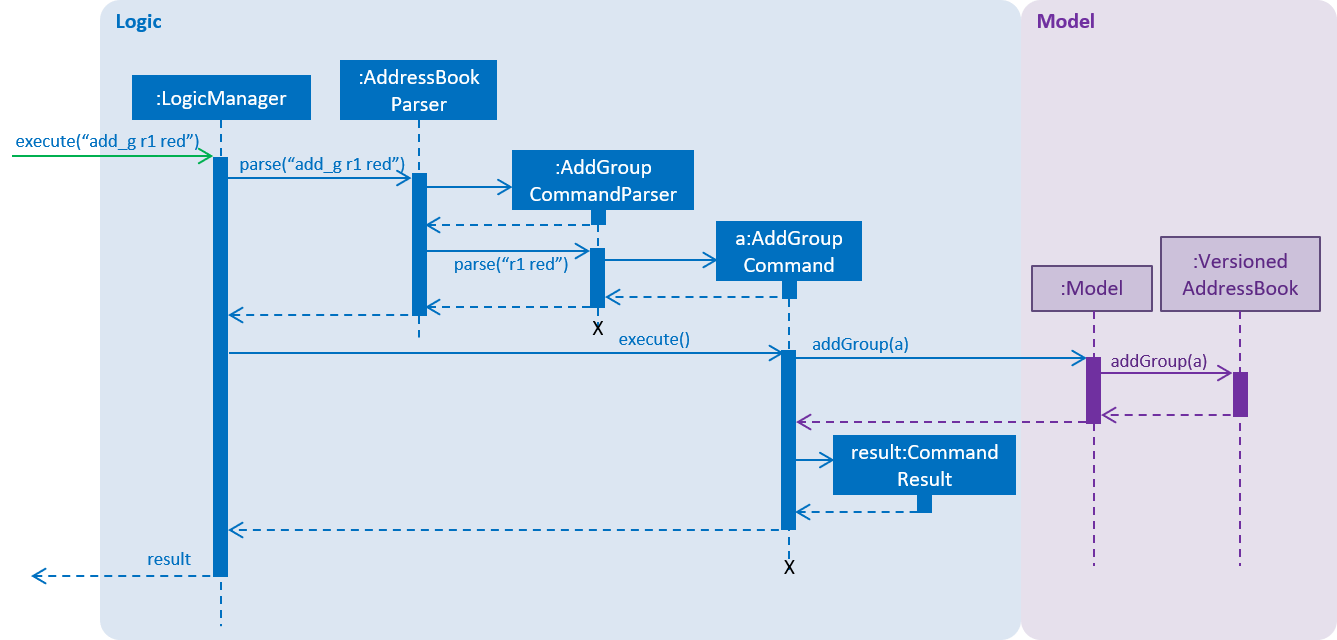 Logic
Model
:LogicManager
:AddressBook
Parser
execute(“add_g r1 red”)
parse(“add_g r1 red”)
:AddGroup
CommandParser
parse(“r1 red”)
a:AddGroup
Command
:Model
:Versioned
AddressBook
X
execute()
addGroup(a)
addGroup(a)
result:Command
Result
result
X